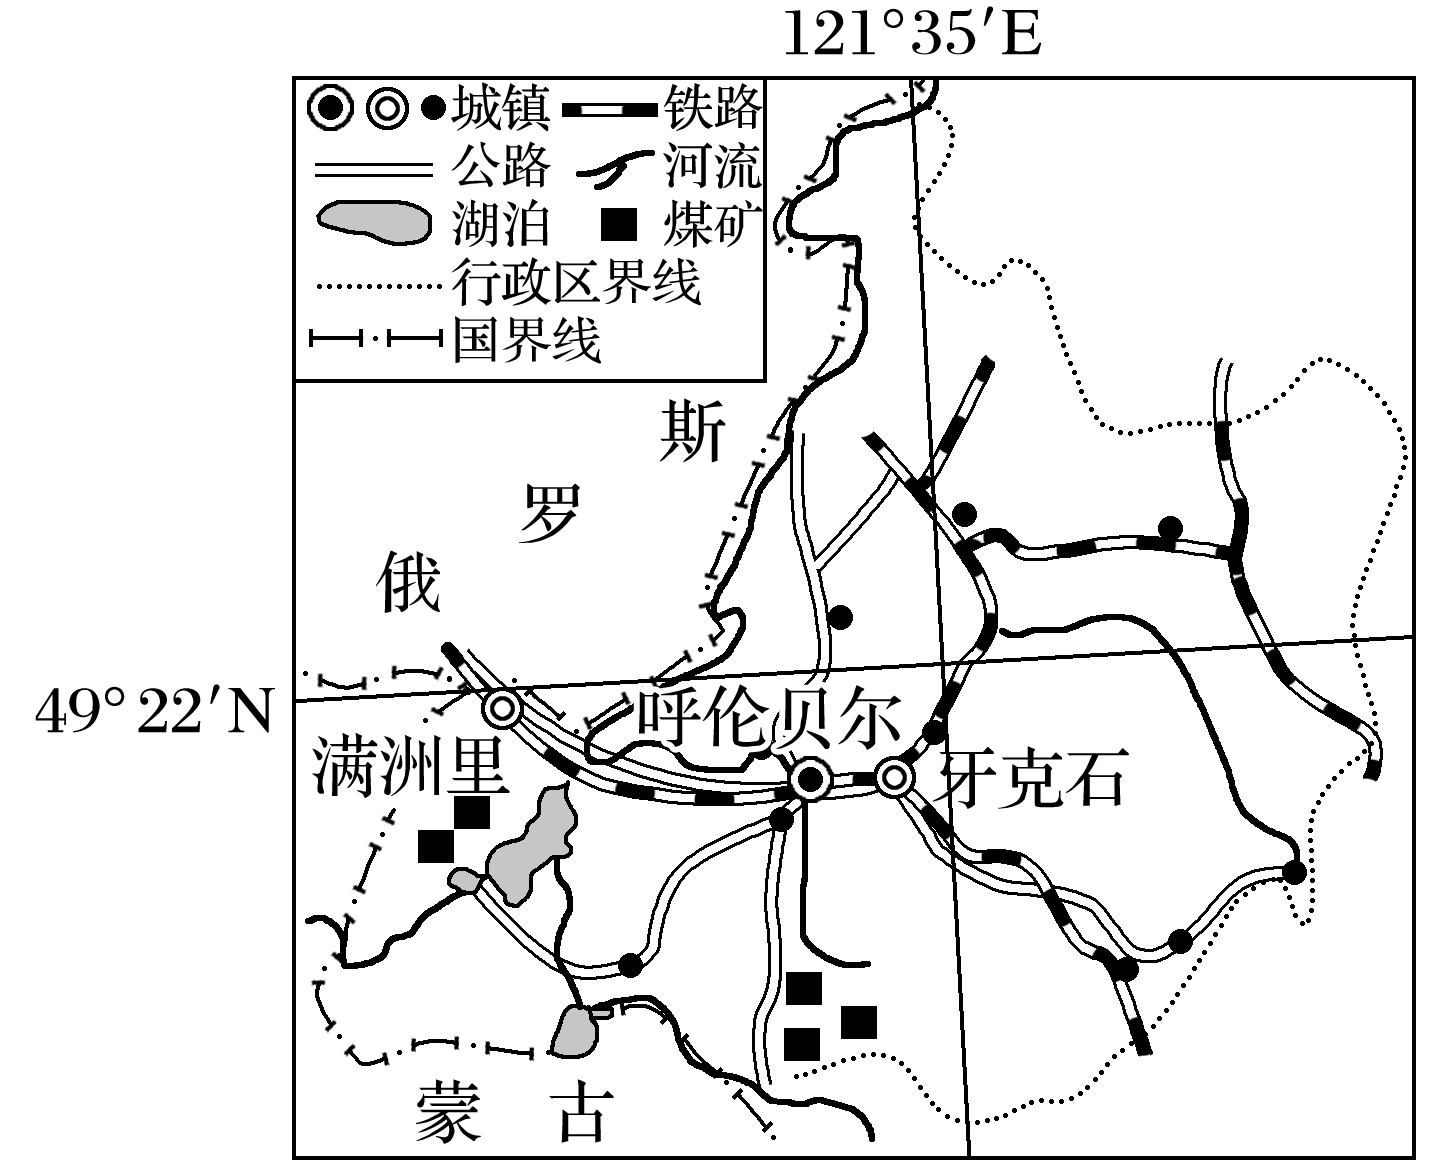 121°35′E
城镇 铁路
公路 河流
湖泊 煤矿
行政区界线
国界线
斯
罗
俄
49°22′N
呼伦贝尔
满洲里
牙克石
蒙古